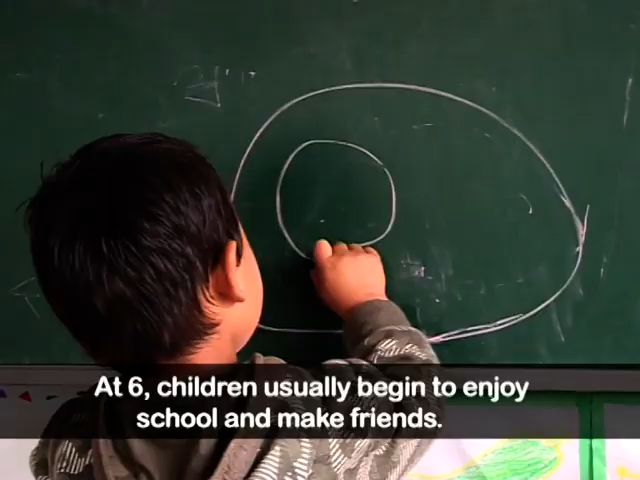 At 6, children usually begin to enjoy
school and make friends.